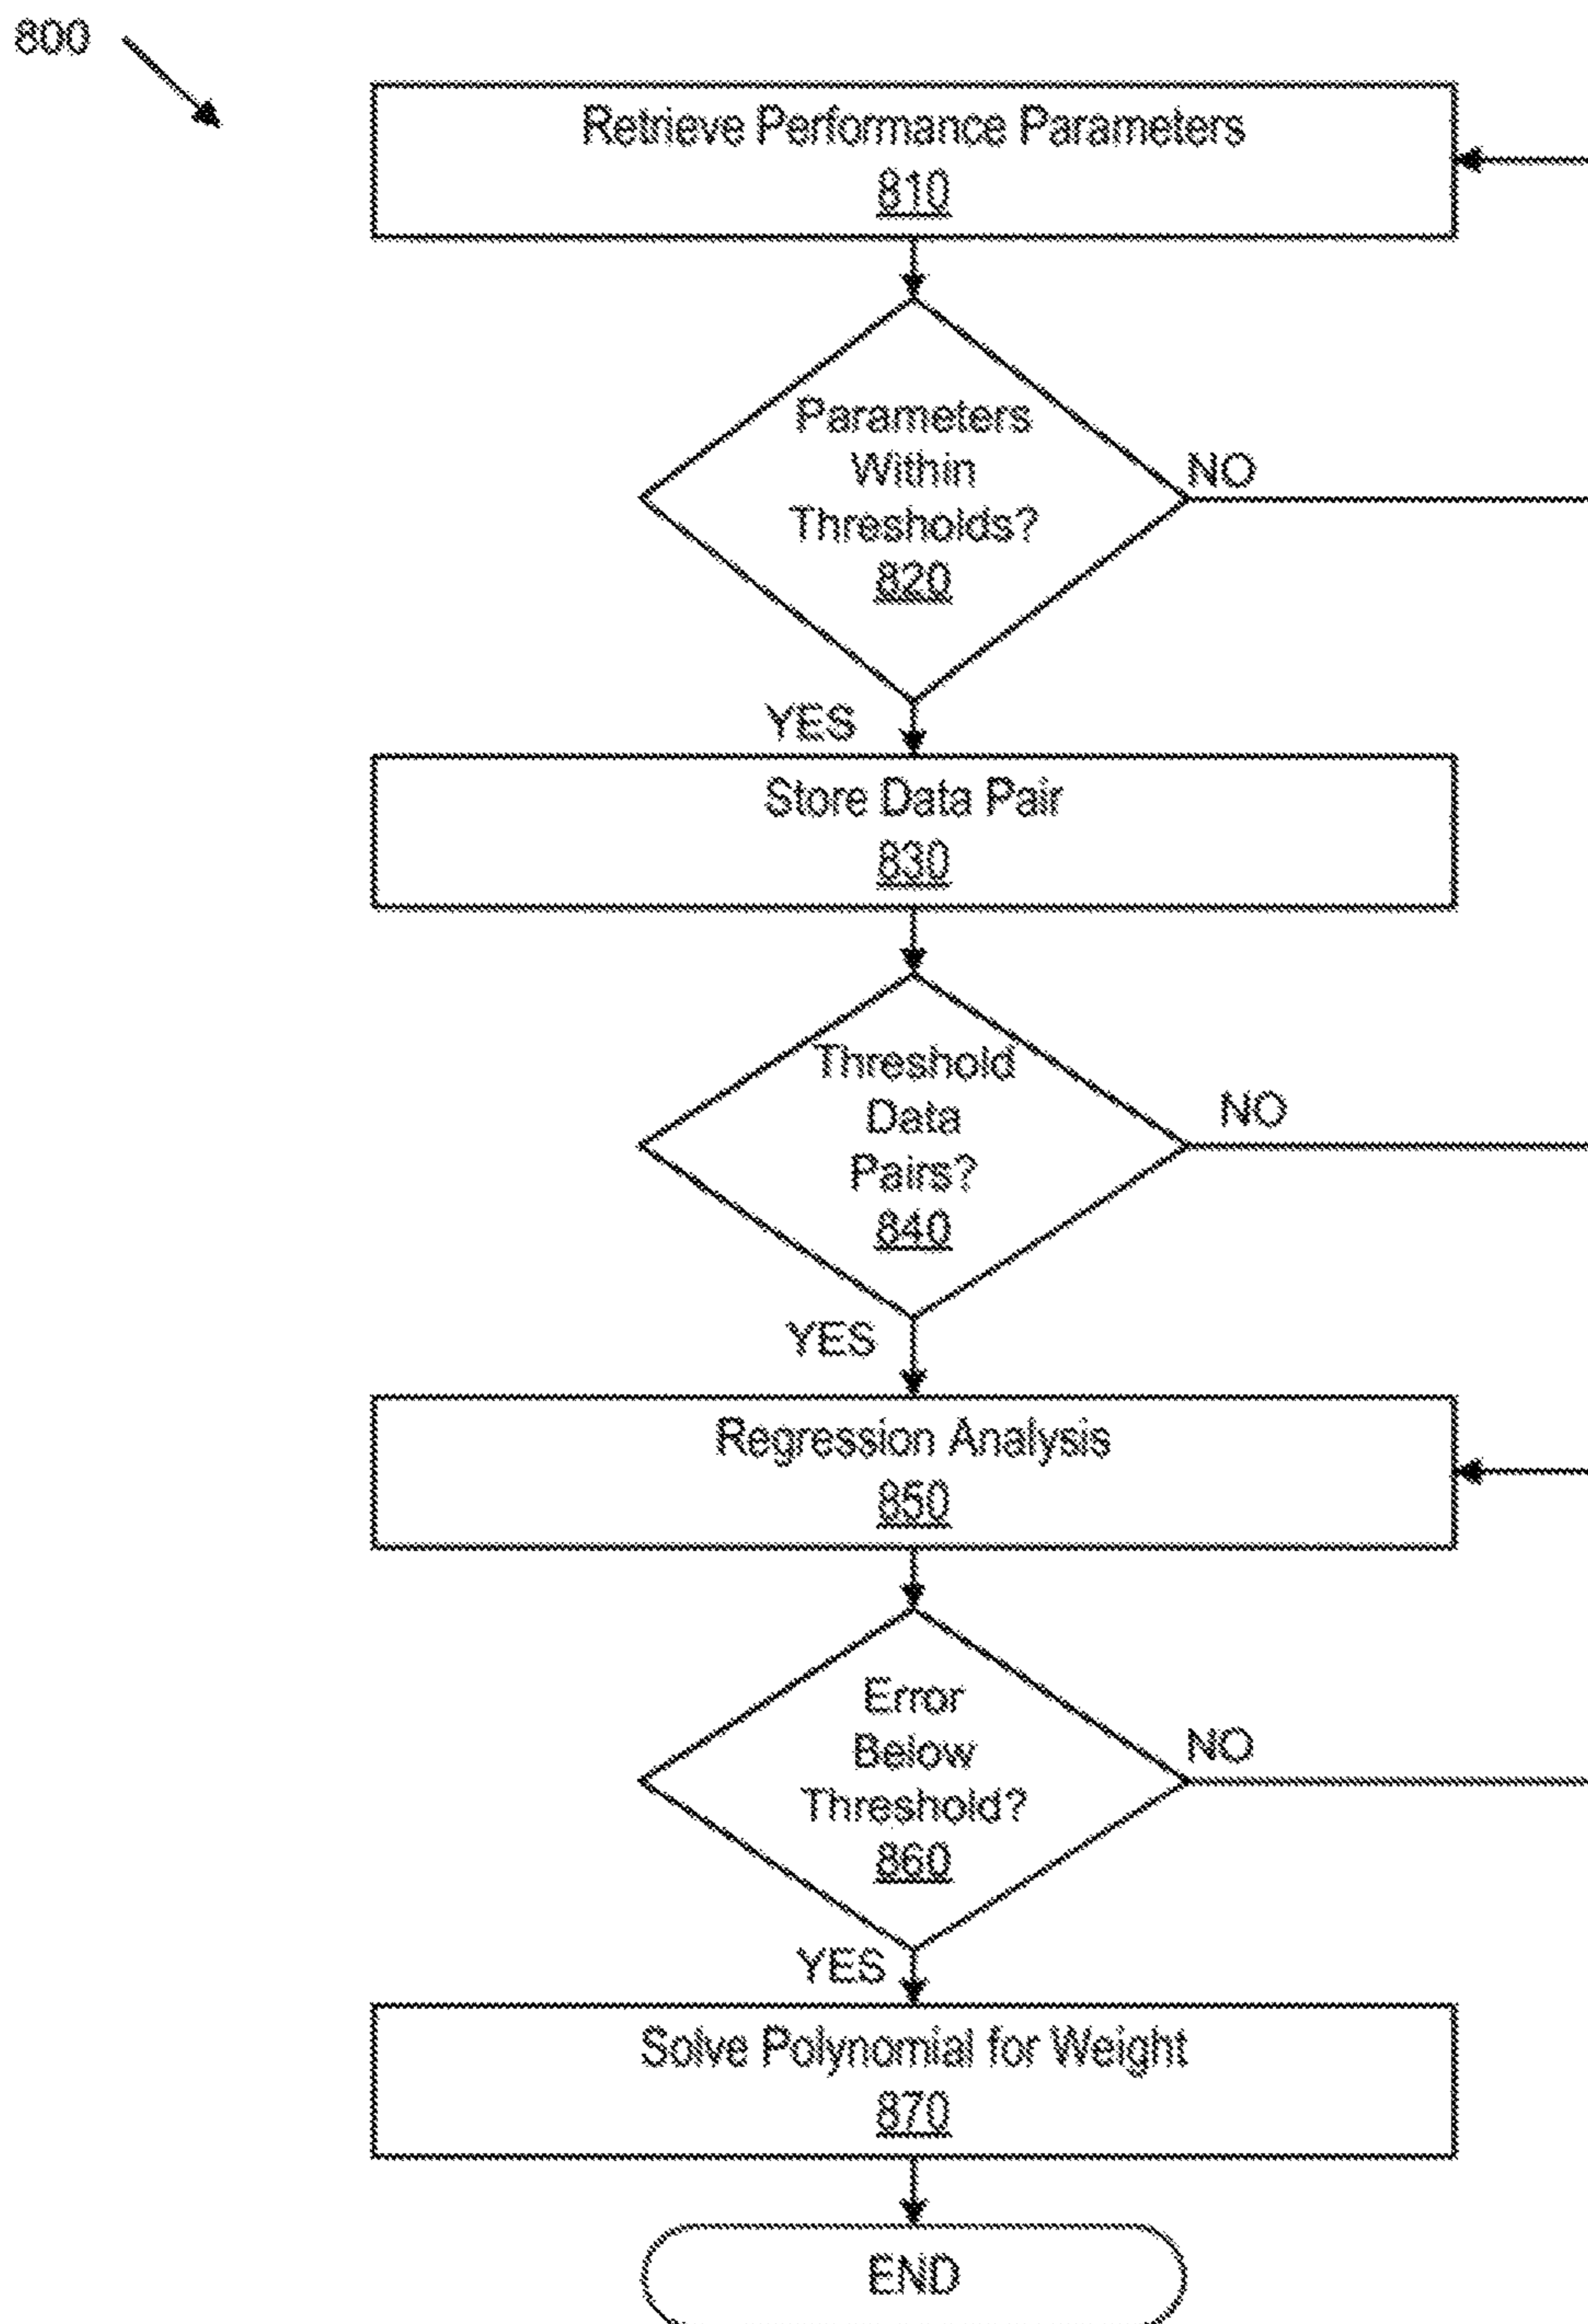 800
Retrieve Performance Parameters
810
Parameters
Within
Thresholds?
820
NO
YES
Store Data Pair
830
Threshold
Data
Pairs?
840
NO
YES
Regression Analysis
850
Error
Below
Threshold?
860
NO
YES
Solve Polynomial for Weight
870
END